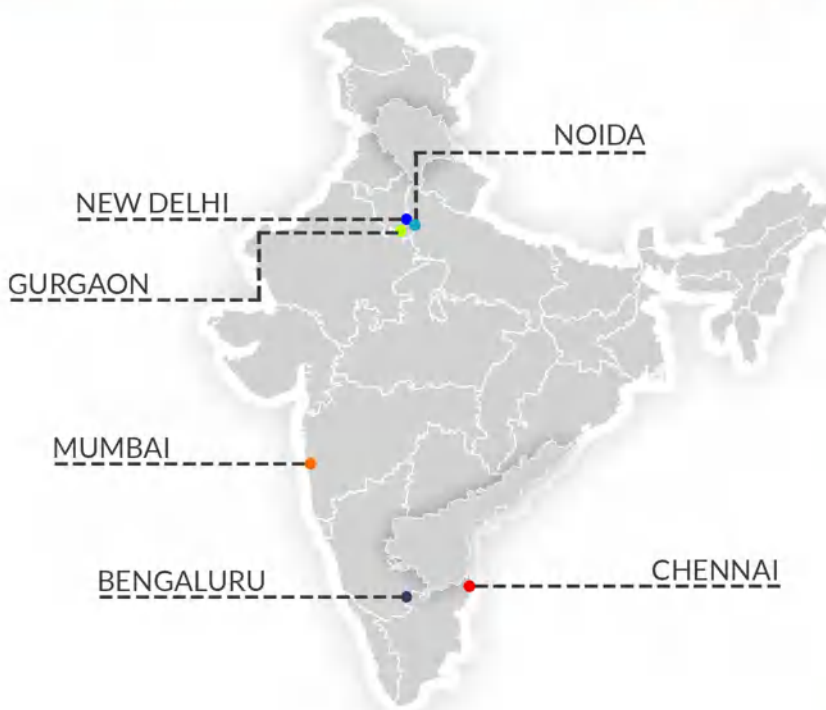 NOIDA
NEW DELHI
GURGAON
MUMBAI
CHENNAI
BENGALURU